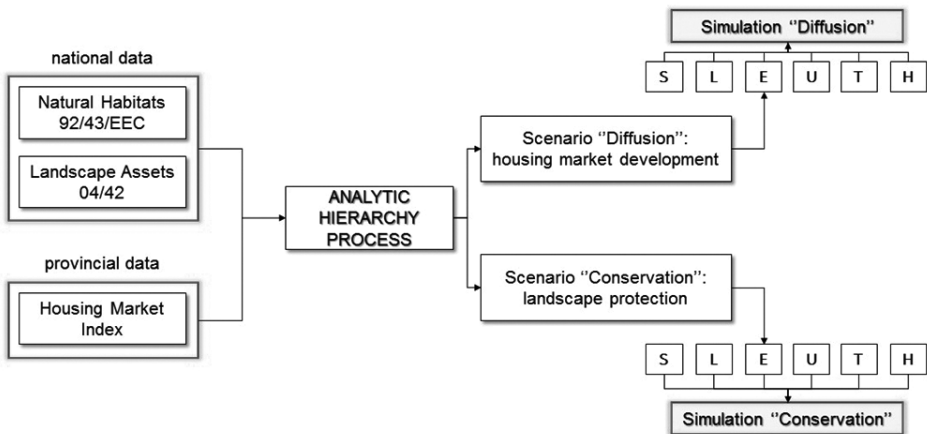 national data
Natural Habitats
92/43/EEC
Landscape Assets
04/42
provincial data
Housing Market
Index
ANALYTIC
HIERARCHY
PROCESS
Scenario "Diffusion":
housing market development
Scenario "Conservation":
landscape protection
Simulation "Diffusion"
S L E U T H
S L E U T H
Simulation "Conservation"